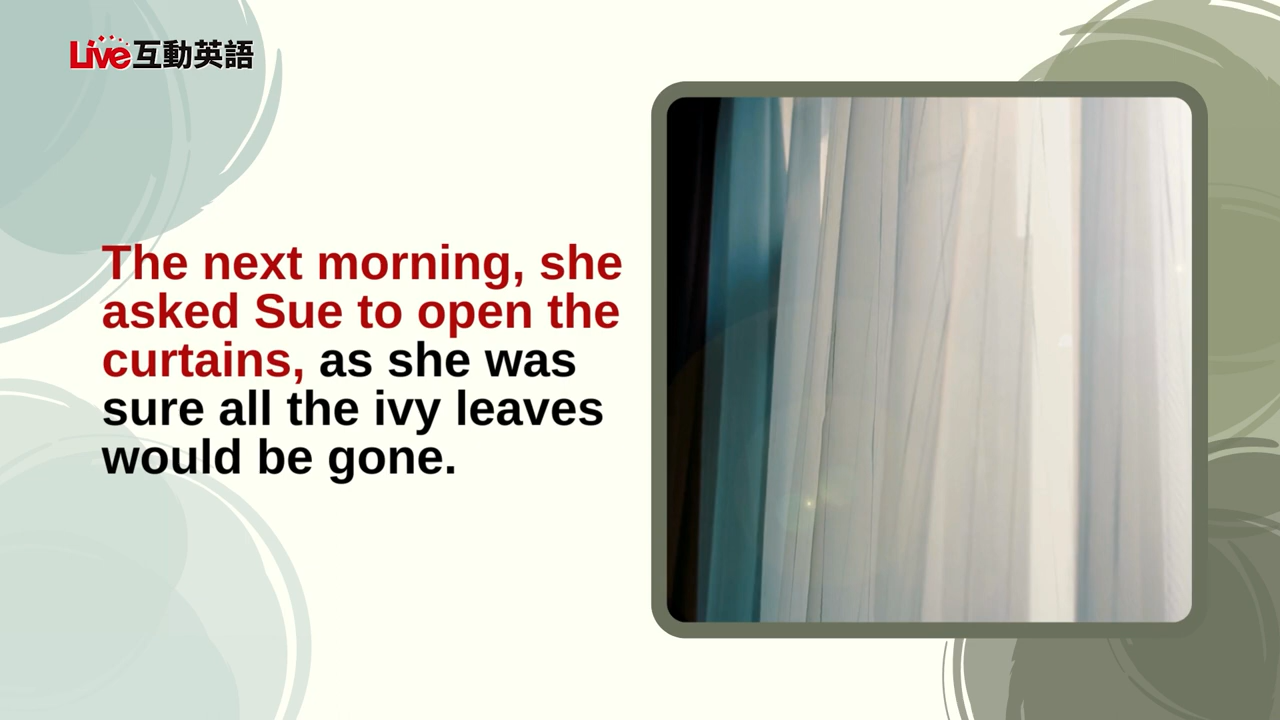 Live互動英語
The next morning, she
asked Sue to open the
curtains, as she was
sure all the ivy leaves
would be gone.